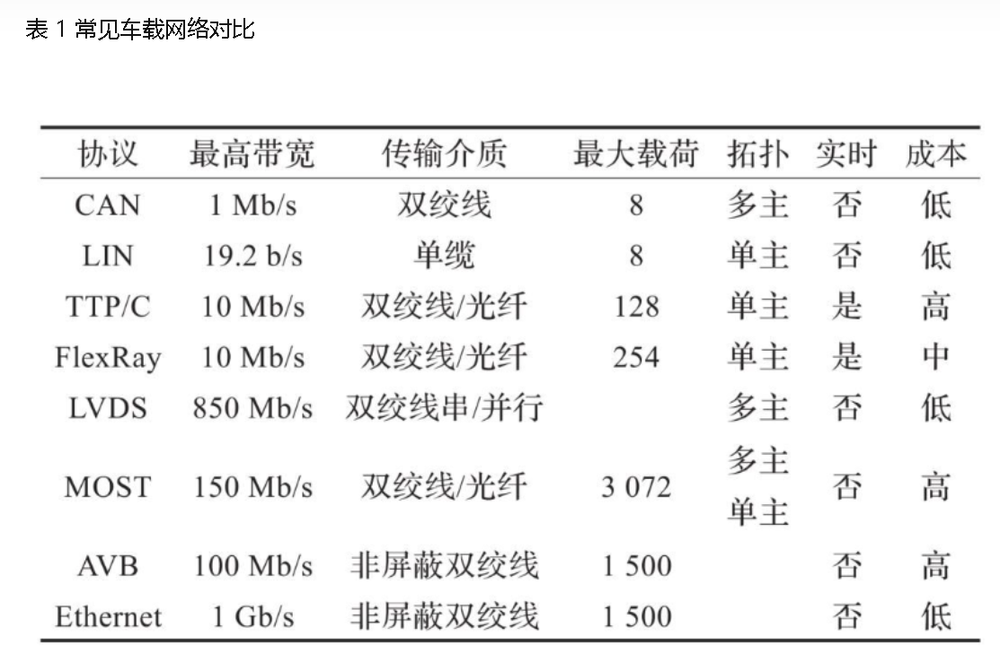 表 1 常见车载网络对比
协议 最高带宽 传输介质 最大载荷 拓扑 实时 成本
CAN 1 Mb/s 双绞线 8 多主 否 低
LIN 19.2 b/s 单缆 8 单主 否 低
TTP/C 10 Mb/s 双绞线/光纤 128 单主 是 高
FlexRay 10 Mb/s 双绞线/光纤 254 单主 是 中
LVDS 850 Mb/s 双绞线串/并行 多主 否 低
MOST 150 Mb/s 双绞线/光纤 3 072 多主 否 高
单主
AVB 100 Mb/s 非屏蔽双绞线 1 500 否 高
Ethernet 1 Gb/s 非屏蔽双绞线 1 500 否 低